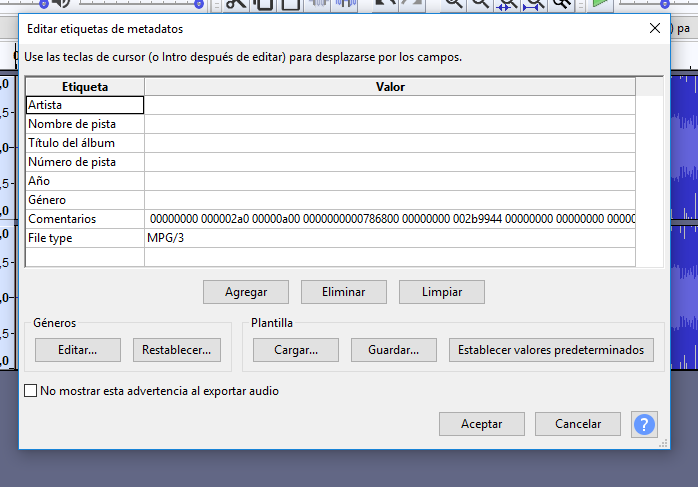 Editar etiquetas de metadatos
) pa
Use las teclas de cursor (o Intro después de editar) para desplazarse por los campos.
Etiqueta Valor
Artista
Nombre de pista
Título del álbum
Número de pista
Año
Género
Comentarios 00000000 000002a0 00000a00 0000000000786800 00000000 002b9944 00000000 00000000 00000
File type MPG/3
Agregar Eliminar Limpiar
Géneros Plantilla
Editar... Restablecer... Cargar... Guardar... Establecer valores predeterminados
No mostrar esta advertencia al exportar audio
Aceptar Cancelar ?